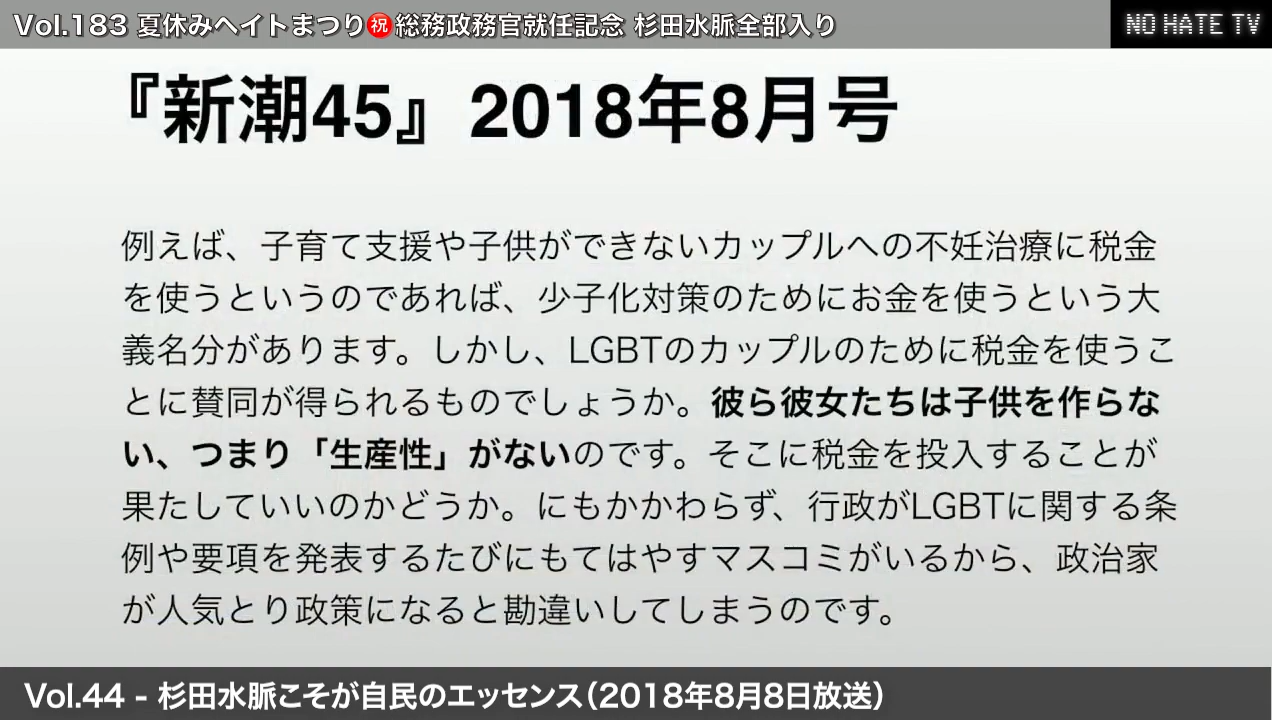 Vol.183 夏休みヘイトまつり㊗総務政務官就任記念 杉田水脈全部入り
NO HATE TV
『新潮45』2018年8月号
例えば、子育て支援や子供ができないカップルへの不妊治療に税金
を使うというのであれば、少子化対策のためにお金を使うという大
義名分があります。しかし、LGBTのカップルのために税金を使うこ
とに賛同が得られるものでしょうか。彼ら彼女たちは子供を作らな
い、つまり「生産性」がないのです。そこに税金を投入することが
果たしていいのかどうか。にもかかわらず、行政がLGBTに関する条
例や要項を発表するたびにもてはやすマスコミがいるから、政治家
が人気とり政策になると勘違いしてしまうのです。
Vol.44 - 杉田水脈こそが自民のエッセンス（2018年8月8日放送）